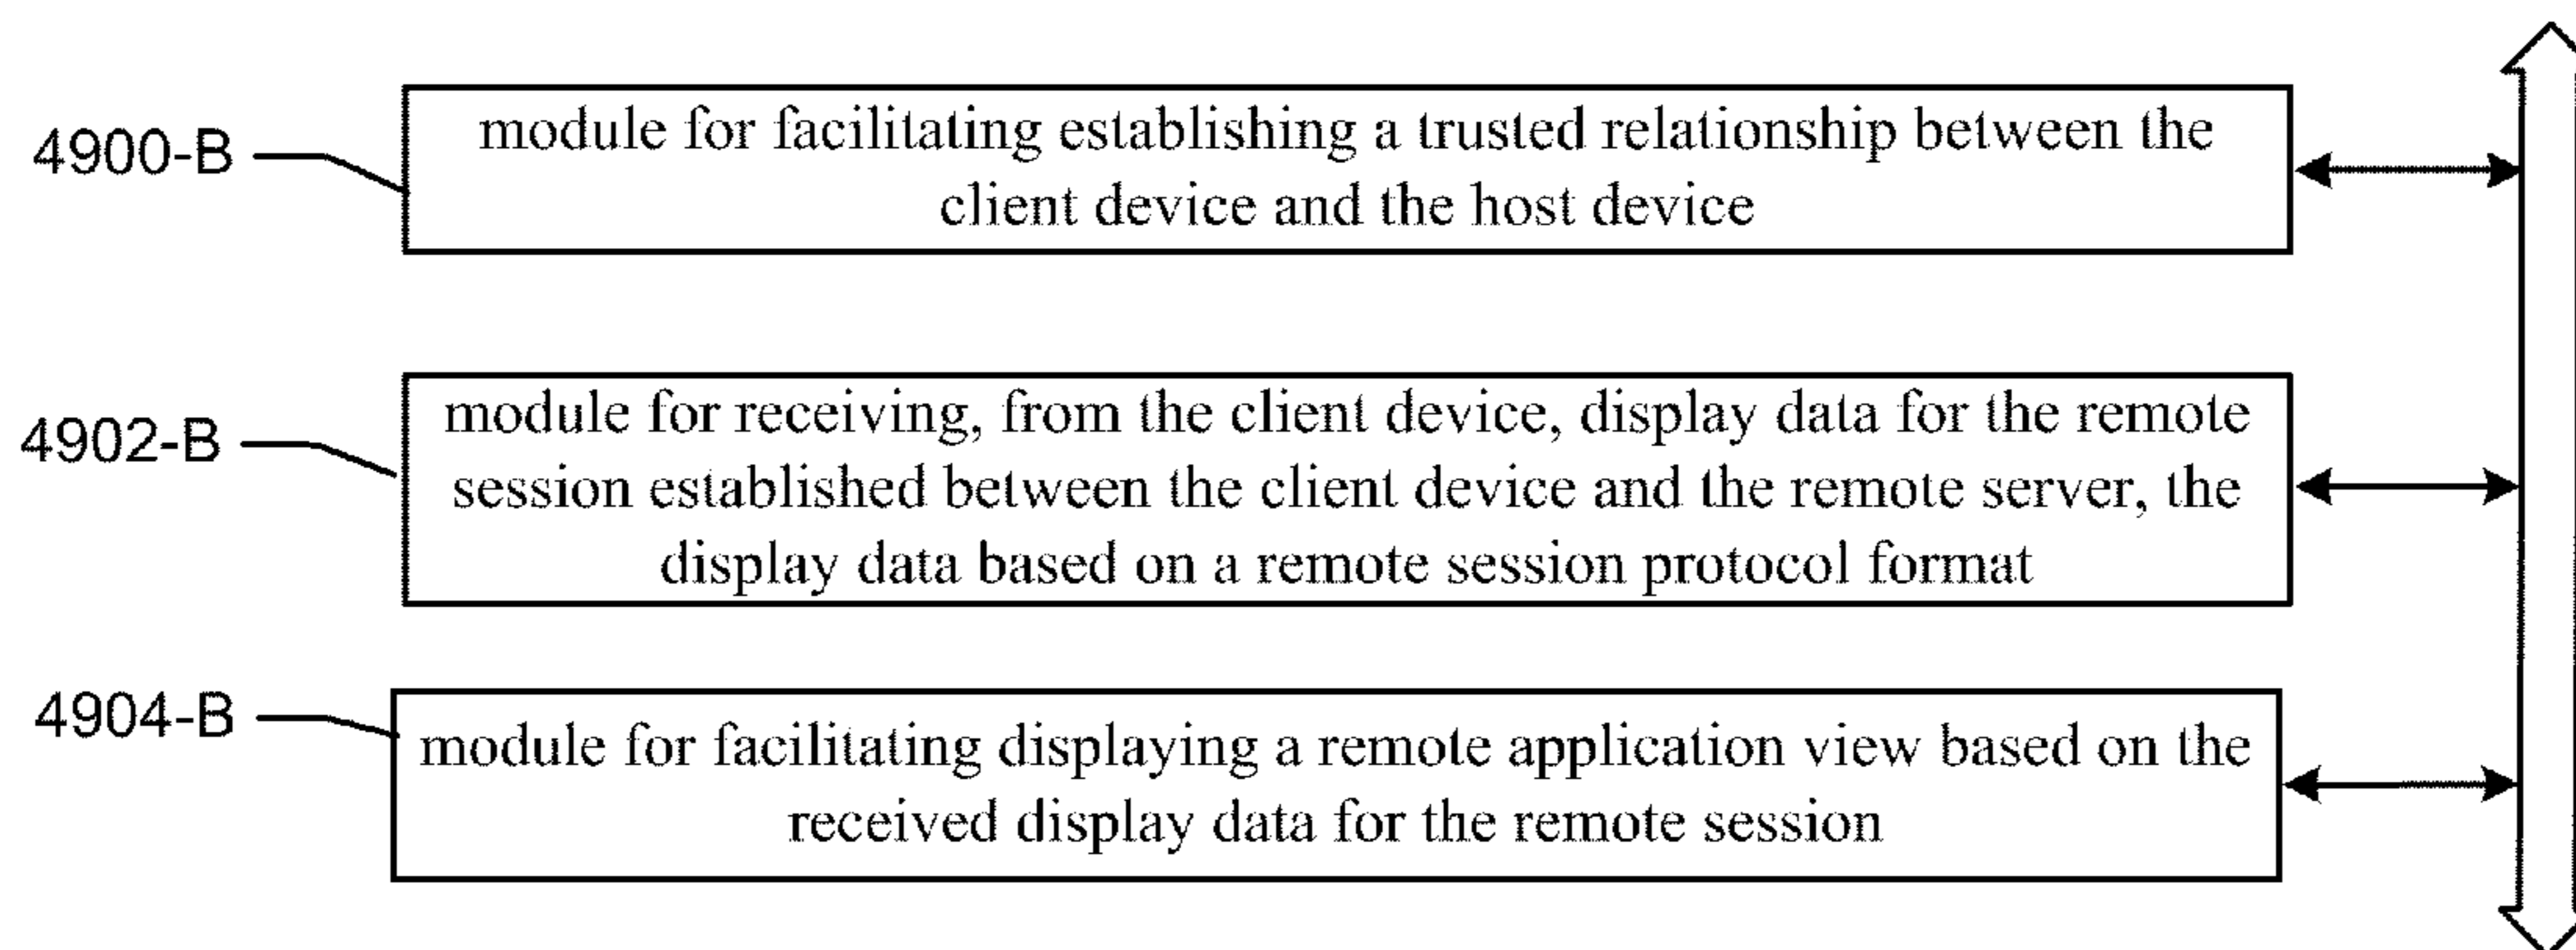 4900-B
module for facilitating establishing a trusted relationship between the
client device and the host device
4902-B
module for receiving, from the client device, display data for the remote
session established between the client device and the remote server, the
display data based on a remote session protocol format
4904-B
module for facilitating displaying a remote application view based on the
received display data for the remote session